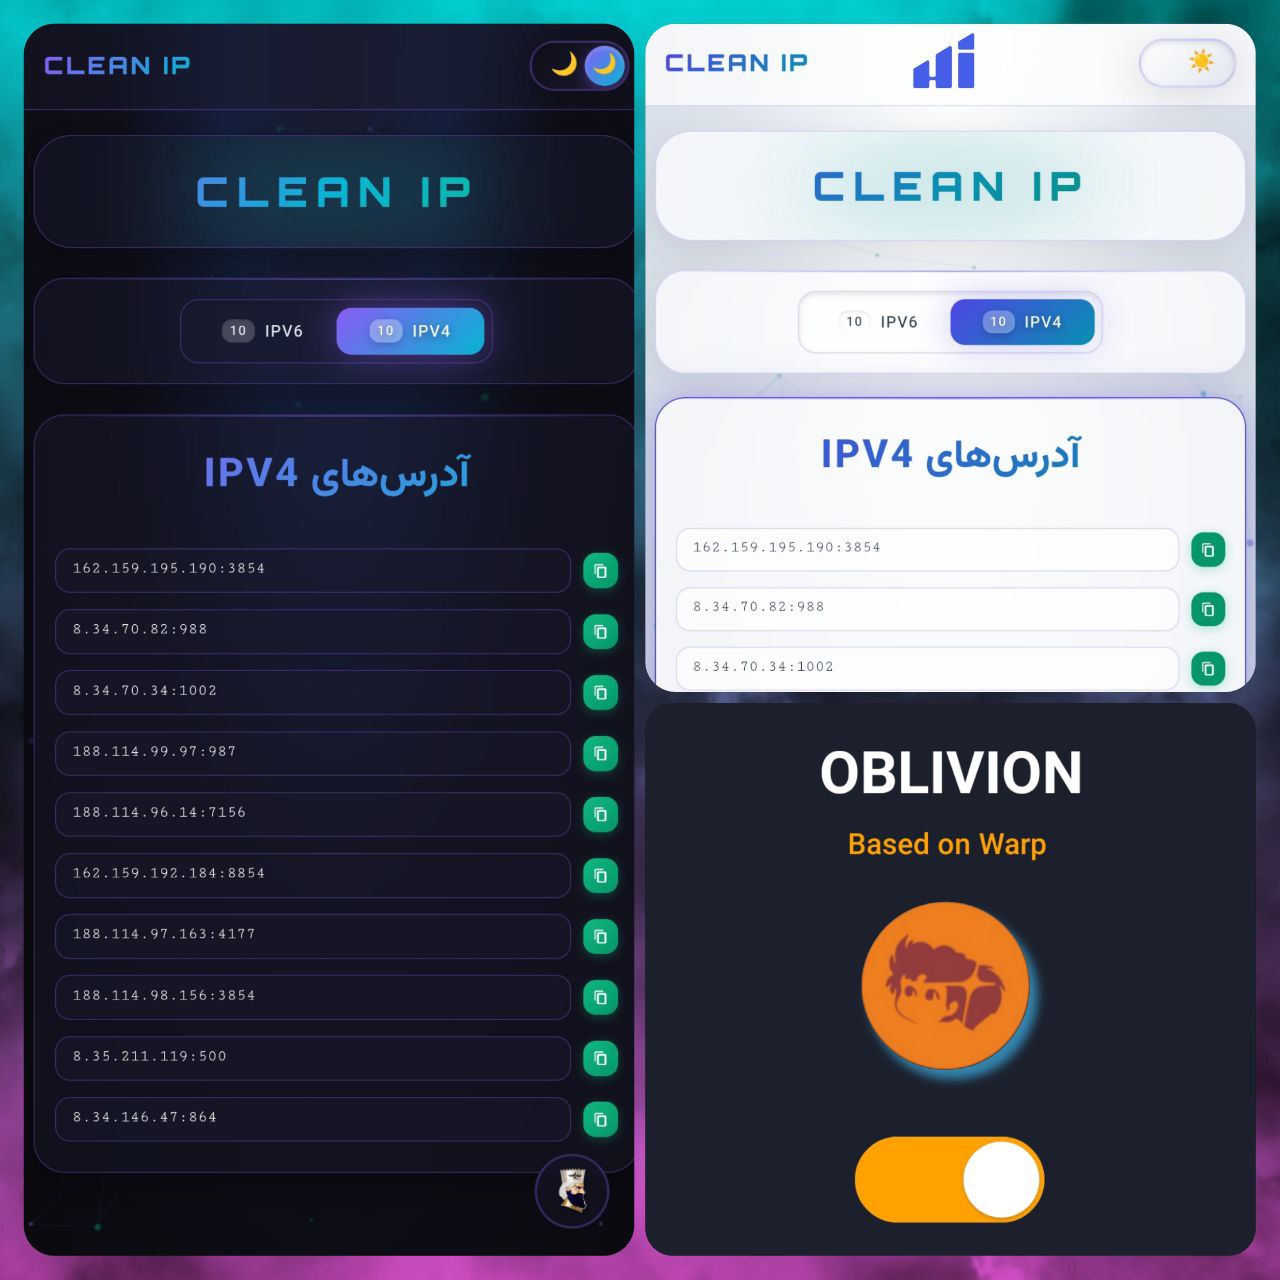 CLEAN IP
CLEAN IP
10 IPV6
10 IPV4
آدرس‌های IPV4
162.159.195.190:3854
8.34.70.82:988
8.34.70.34:1002
188.114.99.97:987
188.114.96.14:7156
162.159.192.184:8854
188.114.97.163:4177
188.114.98.156:3854
8.35.211.119:500
8.34.146.47:864
CLEAN IP
CLEAN IP
10 IPV6
10 IPV4
آدرس‌های IPV4
162.159.195.190:3854
8.34.70.82:988
8.34.70.34:1002
OBLIVION
Based on Warp